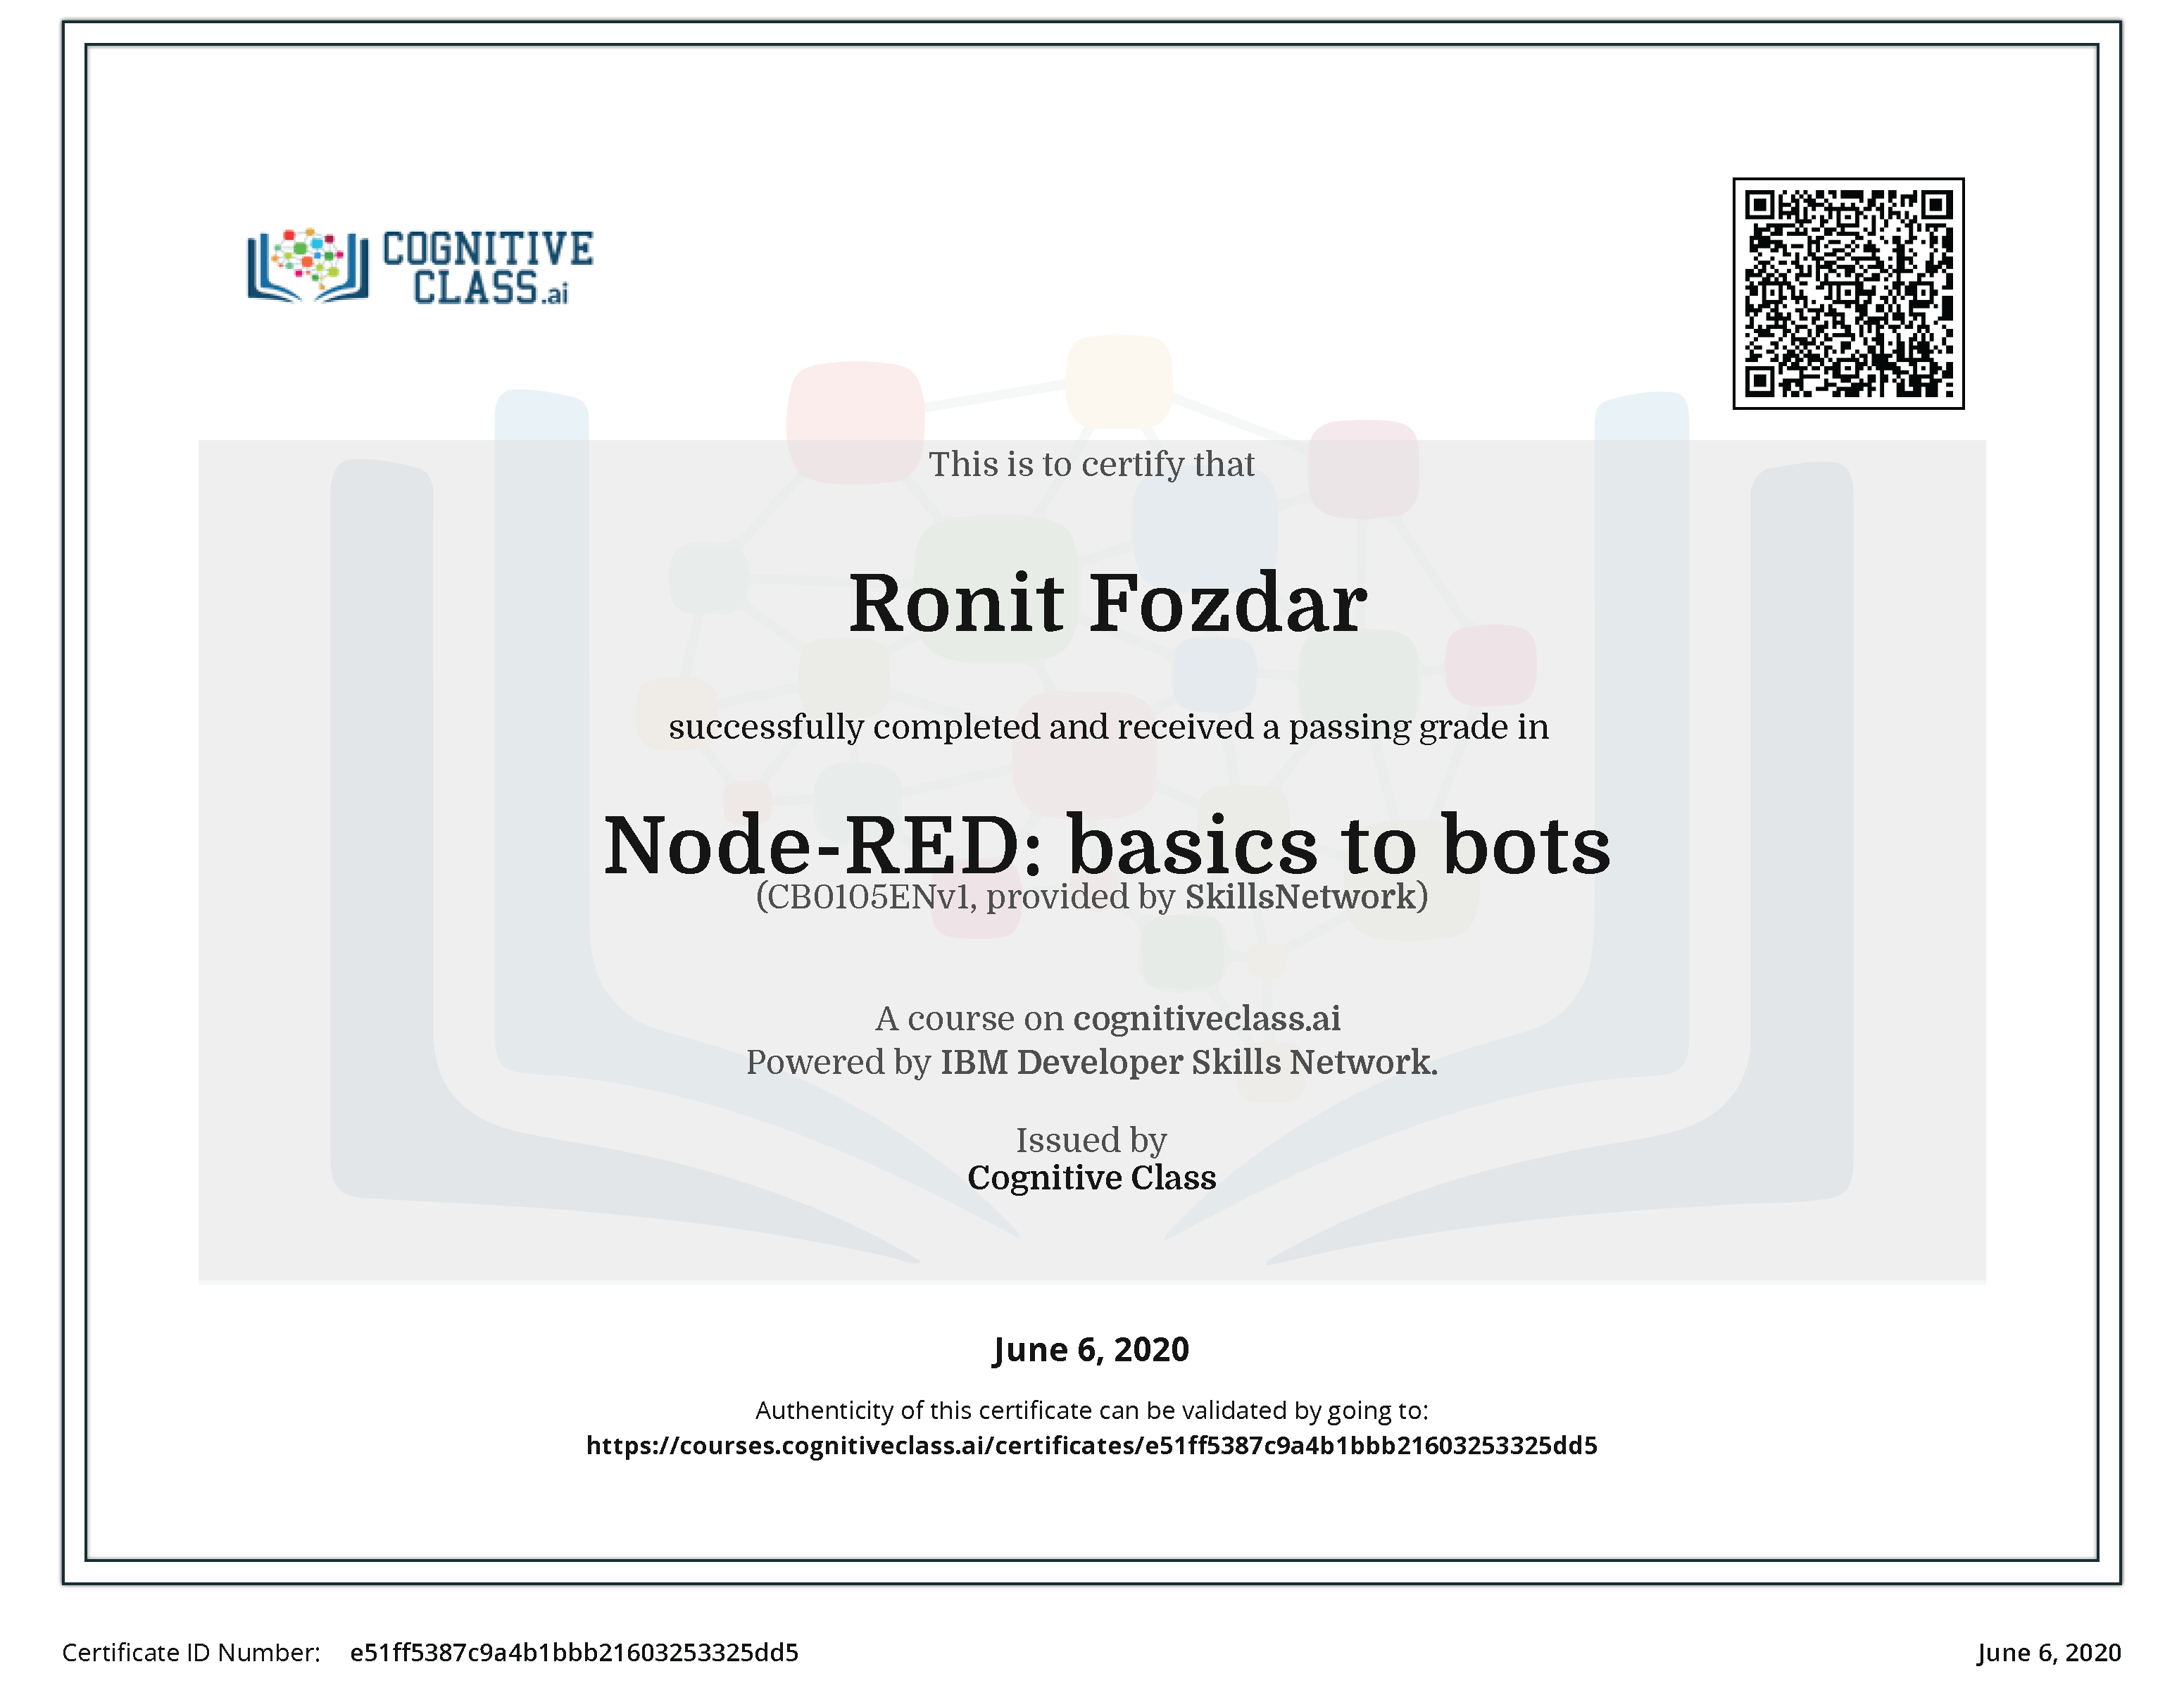 COGNITIVE
CLASS.ai
This is to certify that
Ronit Fozdar
successfully completed and received a passing grade in
Node-RED: basics to bots
(CB0105ENv1, provided by SkillsNetwork)
A course on cognitiveclass.ai
Powered by IBM Developer Skills Network.
Issued by
Cognitive Class
June 6, 2020
Authenticity of this certificate can be validated by going to:
https://courses.cognitiveclass.ai/certificates/e51ff5387c9a4b1bbb21603253325dd5
Certificate ID Number: e51ff5387c9a4b1bbb21603253325dd5
June 6, 2020